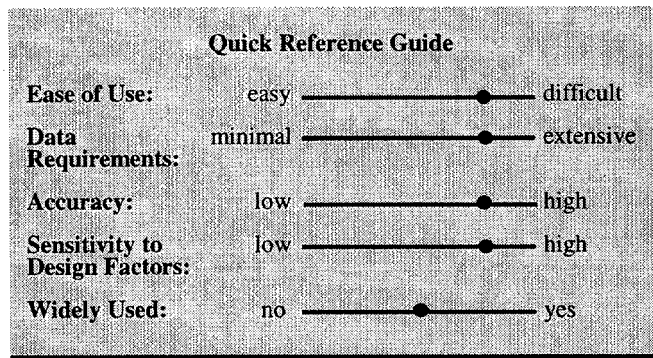 Quick Reference Guide
Ease of Use: easy difficult
Data
Requirements: minimal extensive
Accuracy: low high
Sensitivity to
Design Factors: low high
Widely Used: no yes